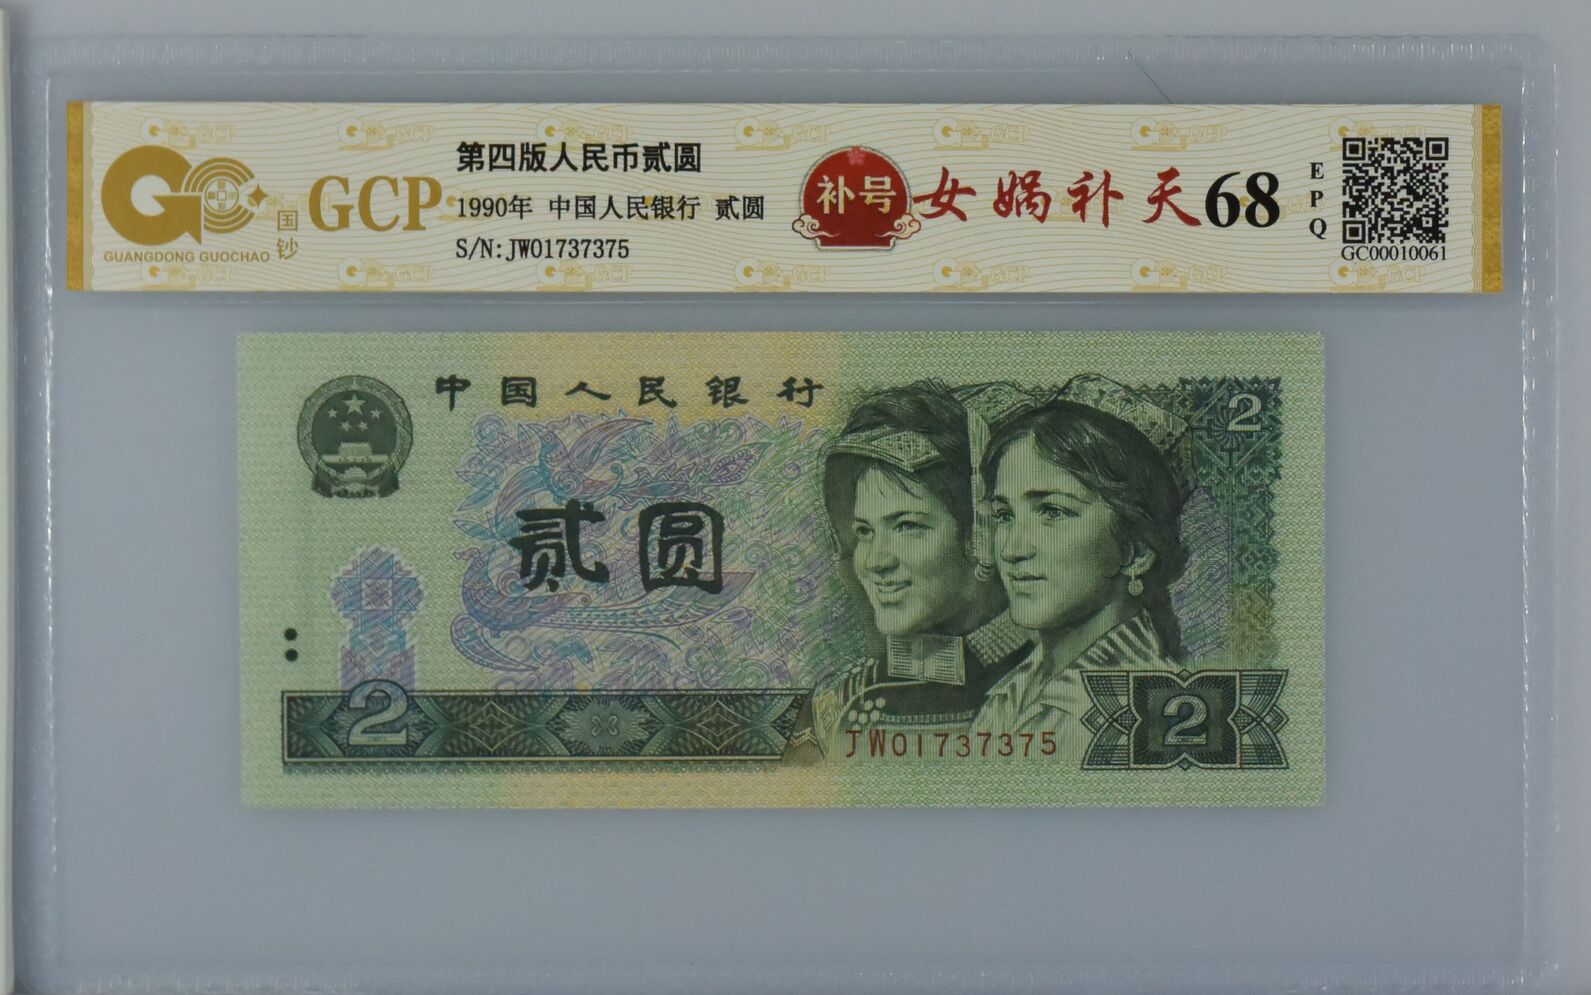 国钞
GUANGDONG GUOCHAO
GCP
第四版人民币贰圆
1990年 中国人民银行 贰圆
S/N:JW01737375
补号
女娲补天
68
EPQ
GC00010061
中国人民银行
贰圆
2
2
JW01737375
2